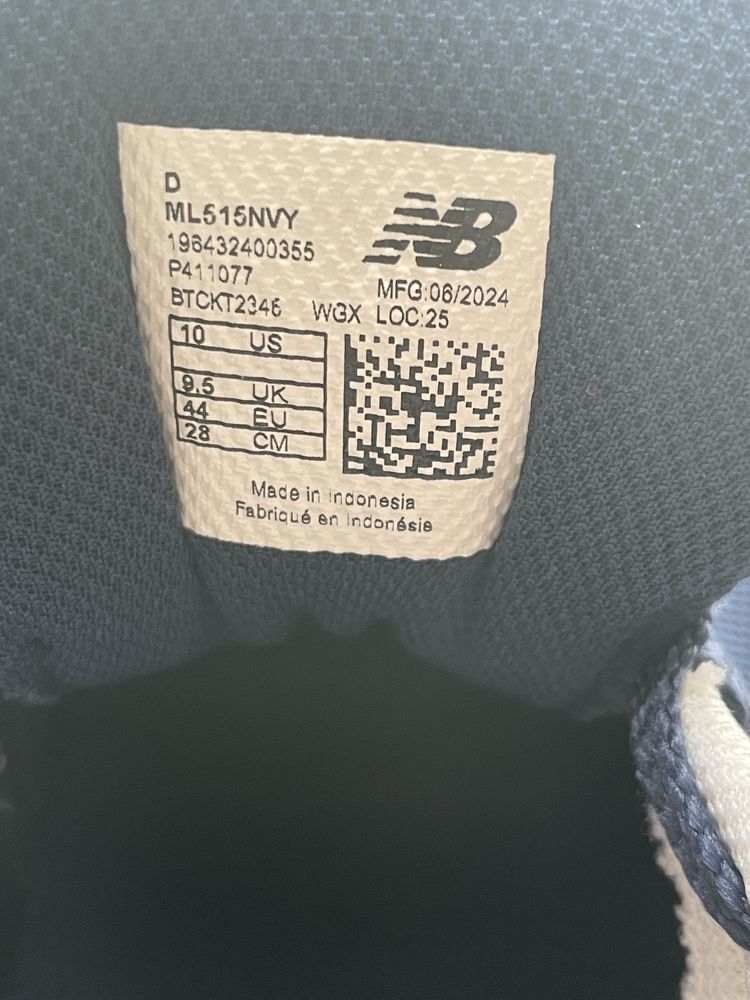 D
ML515NVY
196432400355
P411077
BTCKT2346 WGX LOC:25
NB
MFG:06/2024
10 US
9.5 UK
44 EU
28 CM
Made in Indonesia
Fabriqué en Indonésie